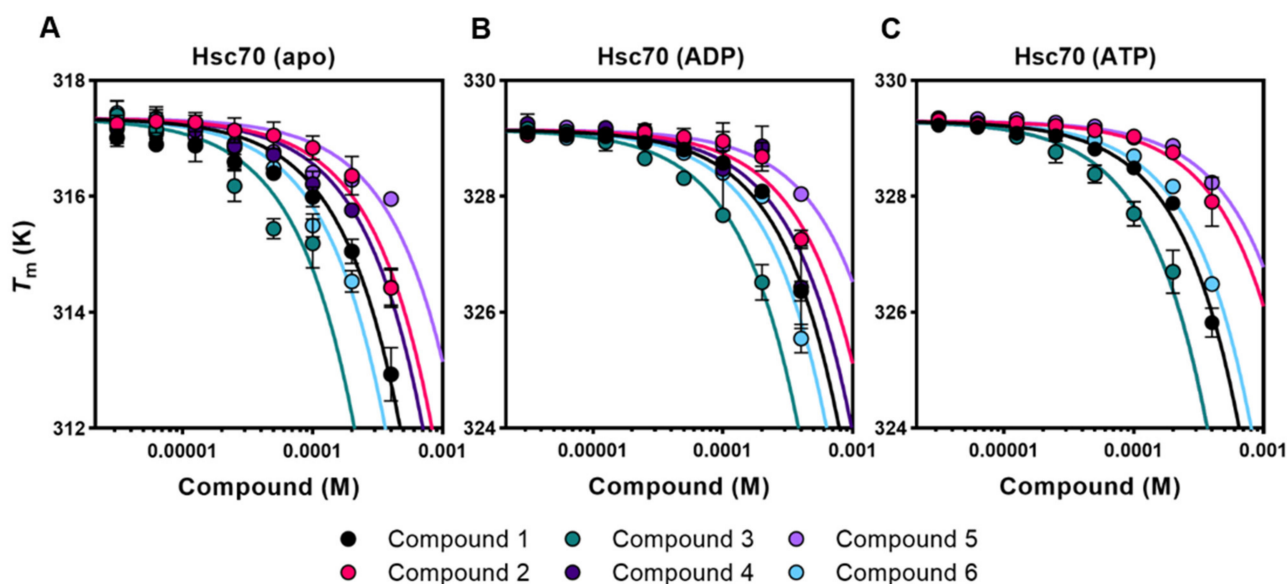 A
Hsc70 (apo)
B
Hsc70 (ADP)
C
Hsc70 (ATP)
Tm (K)
318
316
314
312
0.00001
0.0001
0.001
Compound (M)
330
328
326
324
0.00001
0.0001
0.001
Compound (M)
330
328
326
324
0.00001
0.0001
0.001
Compound (M)
Compound 1
Compound 3
Compound 5
Compound 2
Compound 4
Compound 6